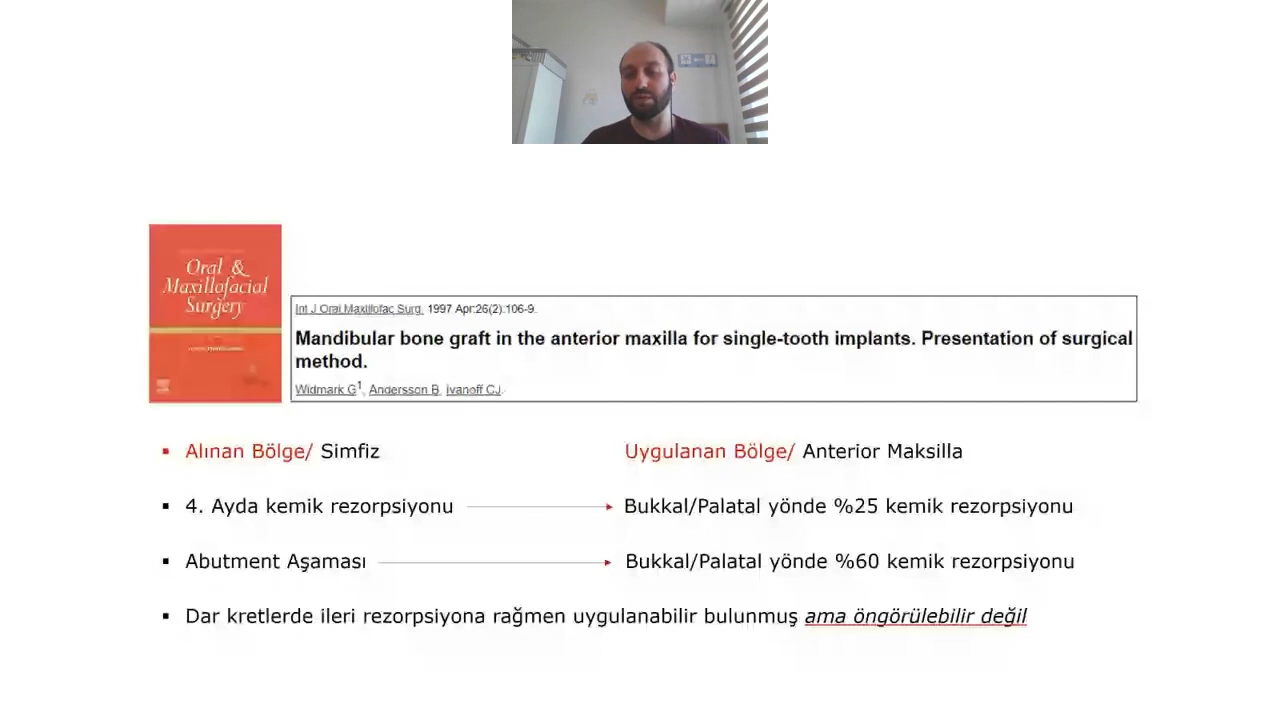 Oral &
Maxillofacial
Surgery
Int J Oral Maxillofac Surg. 1997 Apr;26(2):106-9.
Mandibular bone graft in the anterior maxilla for single-tooth implants. Presentation of surgical
method.
Widmark G1, Andersson B, Ivanoff CJ.
▪ Alınan Bölge/ Simfiz Uygulanan Bölge/ Anterior Maksilla
▪ 4. Ayda kemik rezorpsiyonu Bukkal/Palatal yönde %25 kemik rezorpsiyonu
▪ Abutment Aşaması Bukkal/Palatal yönde %60 kemik rezorpsiyonu
▪ Dar kretlerde ileri rezorpsiyona rağmen uygulanabilir bulunmuş ama öngörülebilir değil